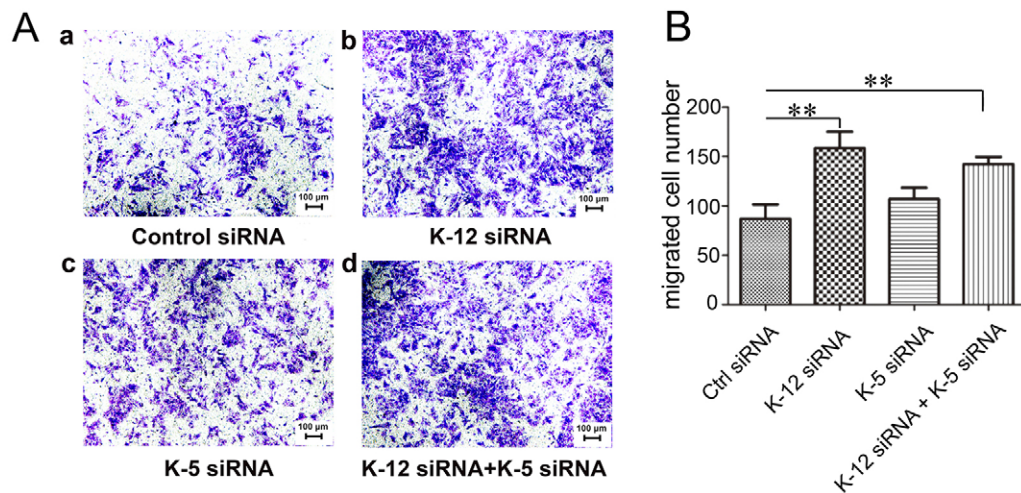 A
a
b
100 µm
100 µm
Control siRNA
K-12 siRNA
c
d
100 µm
100 µm
K-5 siRNA
K-12 siRNA+K-5 siRNA
B
migrated cell number
200
150
100
50
0
**
**
Ctrl siRNA
K-12 siRNA
K-5 siRNA
K-12 siRNA + K-5 siRNA